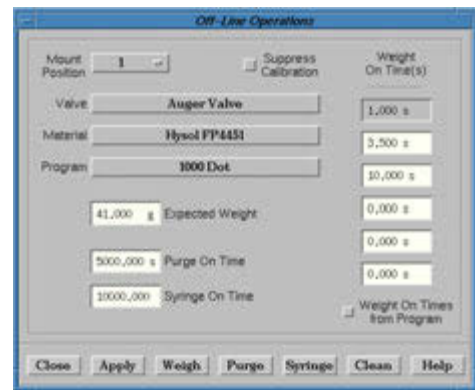 Off-Line Operations
Mount Position 1
Suppress Calibration
Weight On Time(s)
Valve Auger Valve
1,000 s
Material Hysol FP4451
3,500 s
Program 1000 Dot
10,000 s
41,000 g Expected Weight
0,000 s
5000,000 s Purge On Time
0,000 s
10000,000 Syringe On Time
0,000 s
Weight On Times from Program
Close Apply Weigh Purge Syringe Clean Help